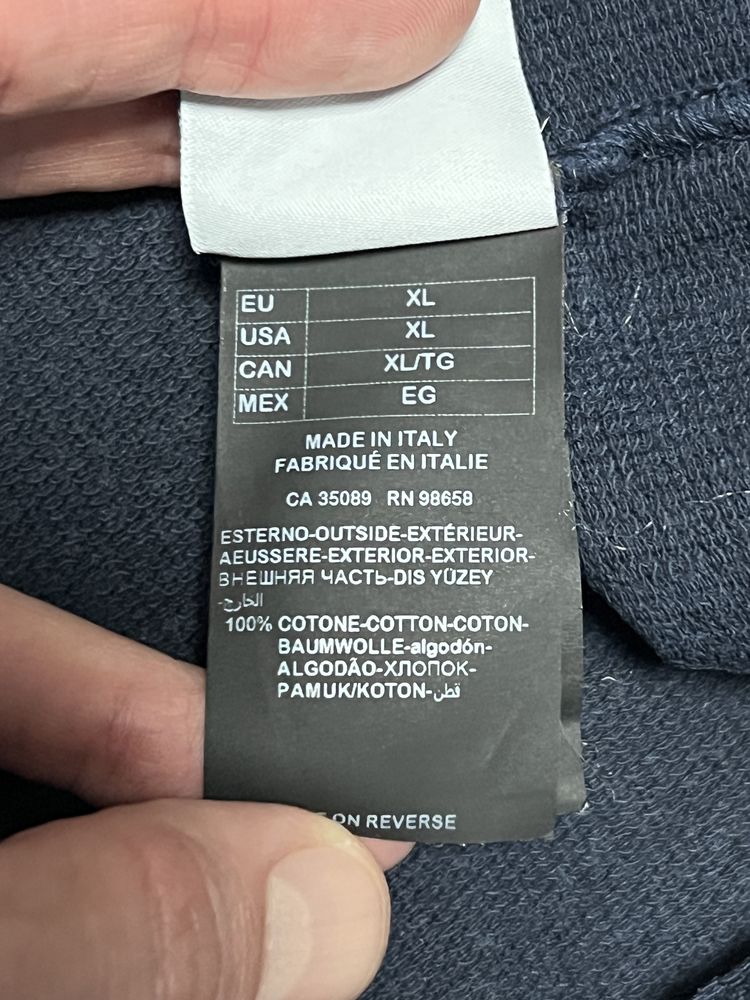 EU XL
USA XL
CAN XL/TG
MEX EG
MADE IN ITALY
FABRIQUÉ EN ITALIE
CA 35089 RN 98658
ESTERNO-OUTSIDE-EXTÉRIEUR-
AEUSSERE-EXTERIOR-EXTERIOR-
ВНЕШНЯЯ ЧАСТЬ-DIS YÜZEY
الخارج-
100% COTONE-COTTON-COTON-
BAUMWOLLE-algodón-
ALGODÃO-ХЛОПОК-
PAMUK/KOTON-قطن
ON REVERSE